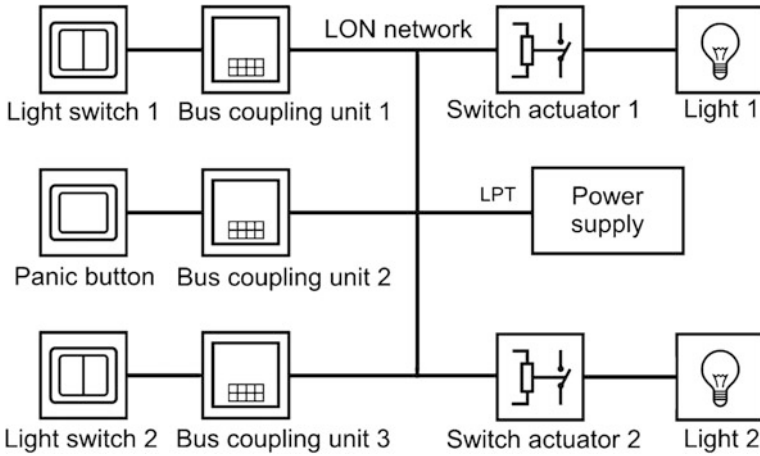 LON network
Light switch 1
Bus coupling unit 1
Switch actuator 1
Light 1
LPT
Power
supply
Panic button
Bus coupling unit 2
Light switch 2
Bus coupling unit 3
Switch actuator 2
Light 2